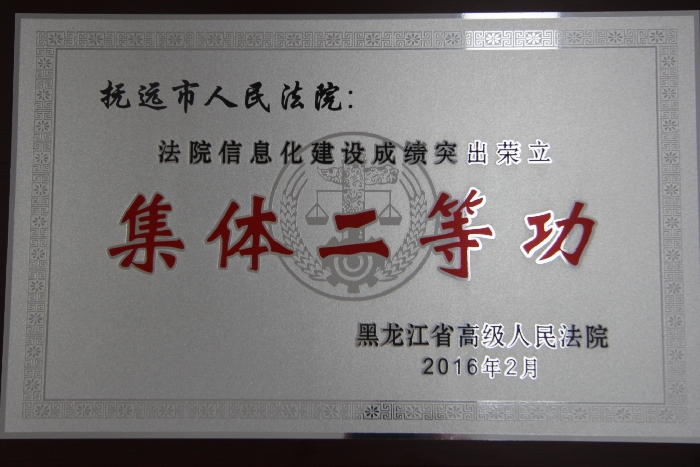 抚远市人民法院：
法院信息化建设成绩突出荣立
集体二等功
黑龙江省高级人民法院
2016年2月